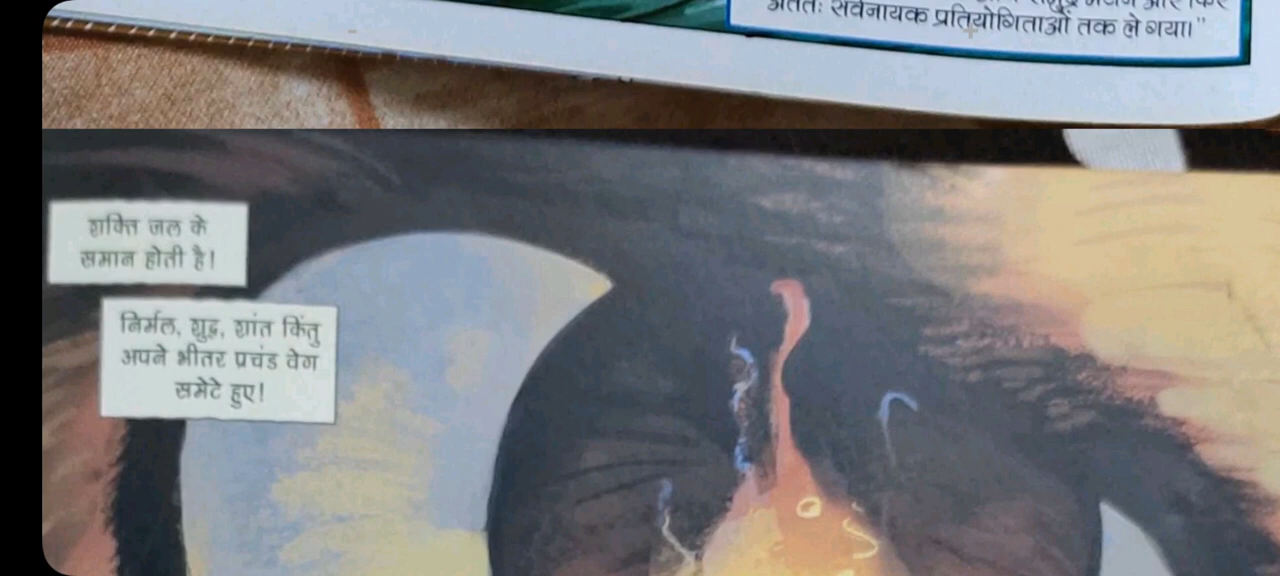 अंततः सर्वनायक प्रतियोगिताओं तक ले गया।"
शक्ति जल के
समान होती है!
निर्मल, शुद्ध, शांत किंतु
अपने भीतर प्रचंड वेग
समेटे हुए!